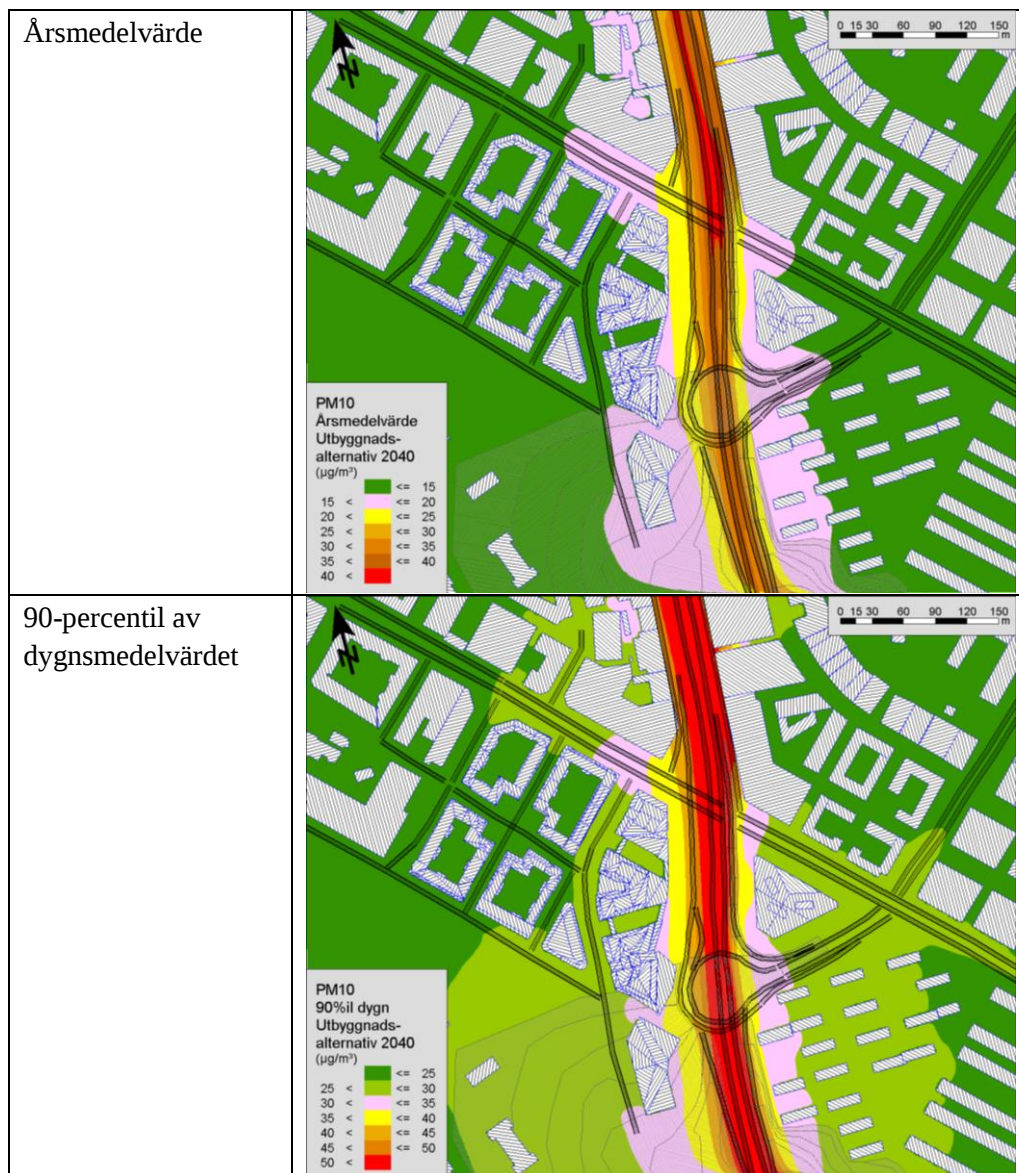 Årsmedelvärde
0 15 30 60 90 120 150
m
N
PM10
Årsmedelvärde
Utbyggnads-
alternativ 2040
(µg/m³)
<= 15
15 < <= 20
20 < <= 25
25 < <= 30
30 < <= 35
35 < <= 40
40 <
90-percentil av
dygnsmedelvärdet
0 15 30 60 90 120 150
m
N
PM10
90%il dygn
Utbyggnads-
alternativ 2040
(µg/m³)
<= 25
25 < <= 30
30 < <= 35
35 < <= 40
40 < <= 45
45 < <= 50
50 <